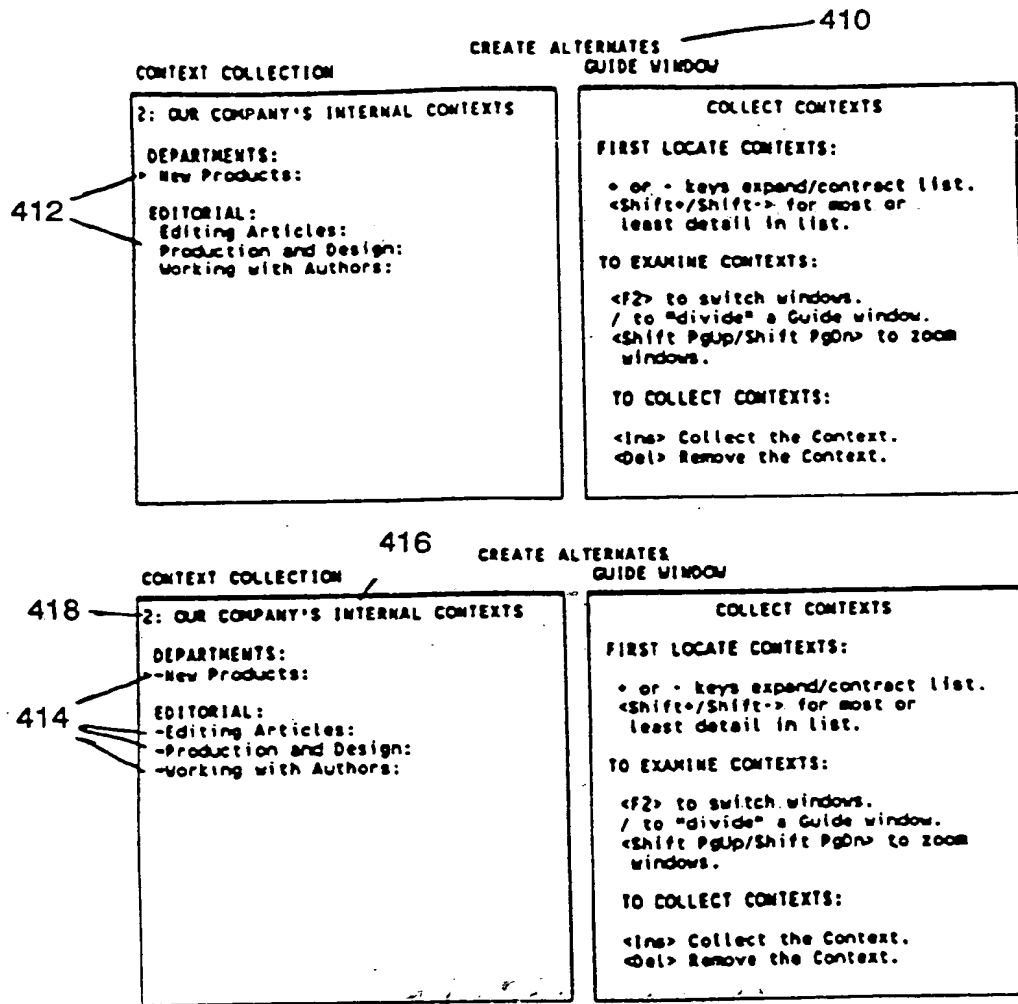 410
CREATE ALTERNATES
CONTEXT COLLECTION
GUIDE WINDOW
2: OUR COMPANY'S INTERNAL CONTEXTS
DEPARTMENTS:
New Products:
412
EDITORIAL:
Editing Articles:
Production and Design:
Working with Authors:
COLLECT CONTEXTS
FIRST LOCATE CONTEXTS:
+ or - keys expand/contract list.
<Shift+/Shift-> for most or
least detail in list.
TO EXAMINE CONTEXTS:
<F2> to switch windows.
/ to "divide" a Guide window.
<Shift PgUp/Shift PgDn> to zoom
windows.
TO COLLECT CONTEXTS:
<Ins> Collect the Context.
<Del> Remove the Context.
416
CREATE ALTERNATES
CONTEXT COLLECTION
GUIDE WINDOW
418
2: OUR COMPANY'S INTERNAL CONTEXTS
DEPARTMENTS:
-New Products:
414
EDITORIAL:
-Editing Articles:
-Production and Design:
-Working with Authors:
COLLECT CONTEXTS
FIRST LOCATE CONTEXTS:
+ or - keys expand/contract list.
<Shift+/Shift-> for most or
least detail in list.
TO EXAMINE CONTEXTS:
<F2> to switch windows.
/ to "divide" a Guide window.
<Shift PgUp/Shift PgDn> to zoom
windows.
TO COLLECT CONTEXTS:
<Ins> Collect the Context.
<Del> Remove the Context.